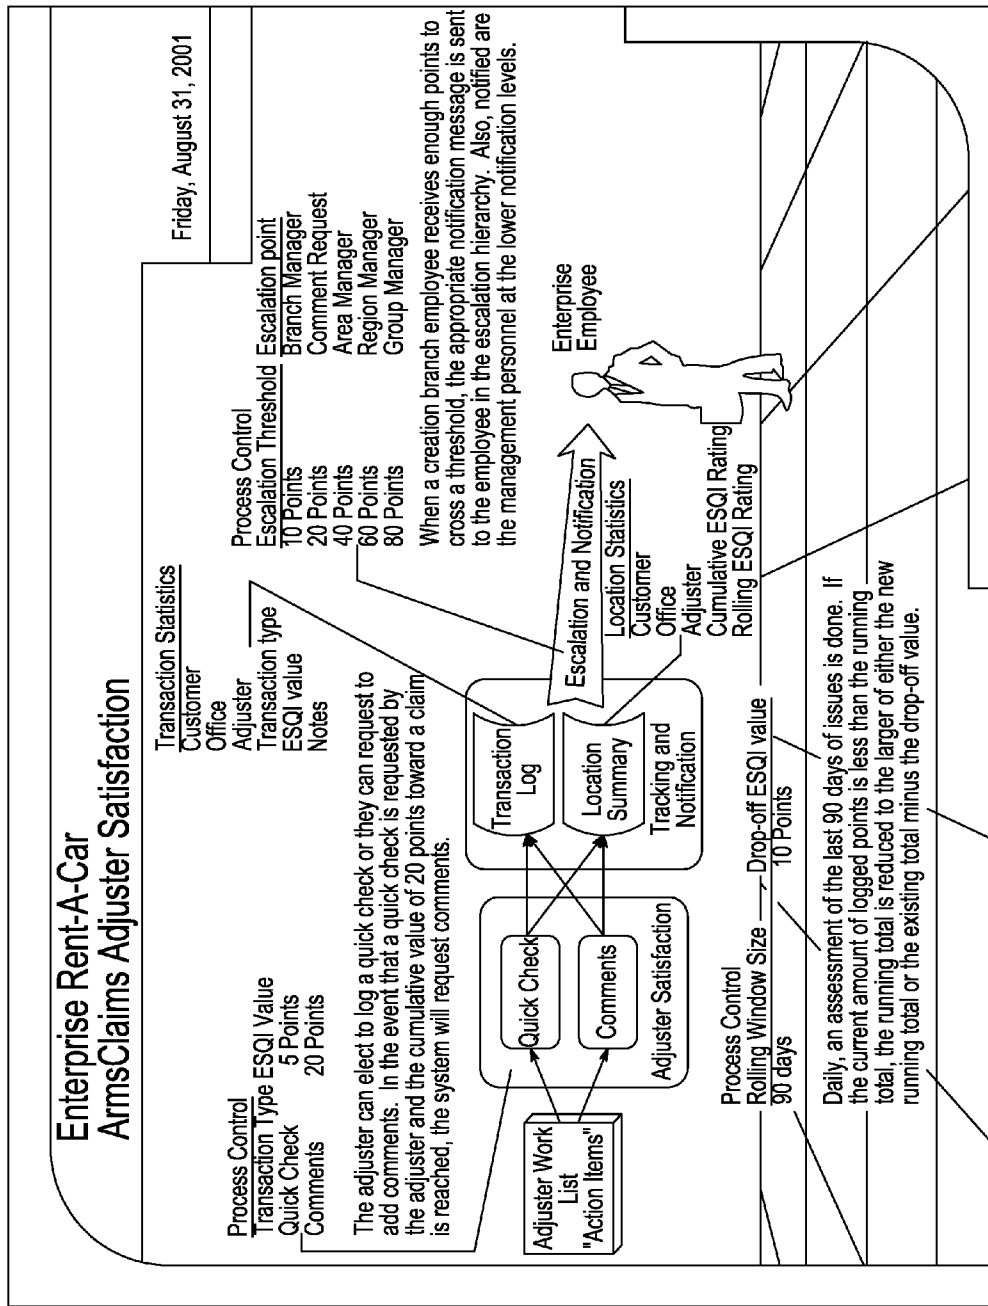 Enterprise Rent-A-Car
ArmsClaims Adjuster Satisfaction
Friday, August 31, 2001
Process Control
Transaction Type ESQI Value
Quick Check 5 Points
Comments 20 Points
Transaction Statistics
Customer
Office
Adjuster
Transaction type
ESQI value
Notes
Process Control
Escalation Threshold Escalation point
10 Points Branch Manager
20 Points Comment Request
40 Points Area Manager
60 Points Region Manager
80 Points Group Manager
The adjuster can elect to log a quick check or they can request to
add comments. In the event that a quick check is requested by
the adjuster and the cumulative value of 20 points toward a claim
is reached, the system will request comments.
When a creation branch employee receives enough points to
cross a threshold, the appropriate notification message is sent
to the employee in the escalation hierarchy. Also, notified are
the management personnel at the lower notification levels.
Adjuster Work
List
"Action Items"
Quick Check
Comments
Adjuster Satisfaction
Transaction
Log
Location
Summary
Tracking and
Notification
Escalation and Notification
Enterprise
Employee
Location Statistics
Customer
Office
Adjuster
Cumulative ESQI Rating
Rolling ESQI Rating
Process Control
Rolling Window Size Drop-off ESQI value
90 days 10 Points
Daily, an assessment of the last 90 days of issues is done. If
the current amount of logged points is less than the running
total, the running total is reduced to the larger of either the new
running total or the existing total minus the drop-off value.